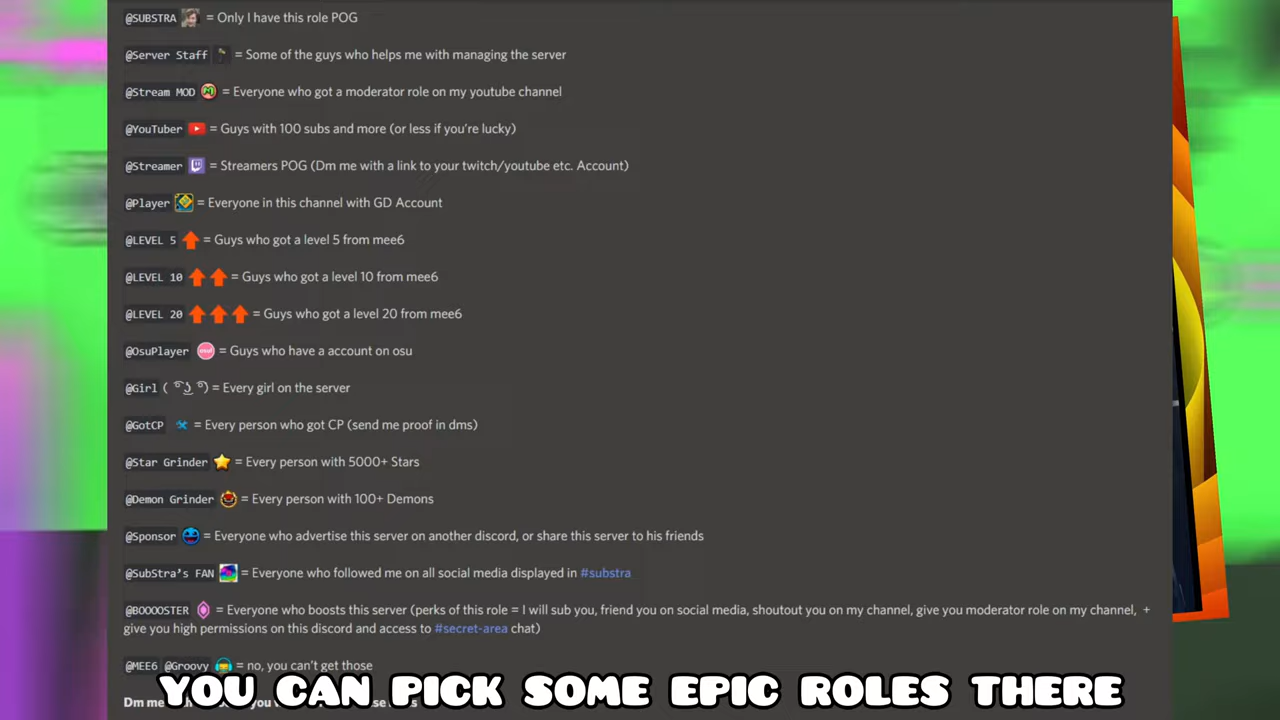 @SUBSTRA = Only I have this role POG
@Server Staff = Some of the guys who helps me with managing the server
@Stream MOD = Everyone who got a moderator role on my youtube channel
@YouTuber = Guys with 100 subs and more (or less if you're lucky)
@Streamer = Streamers POG (Dm me with a link to your twitch/youtube etc. Account)
@Player = Everyone in this channel with GD Account
@LEVEL 5 = Guys who got a level 5 from mee6
@LEVEL 10 = Guys who got a level 10 from mee6
@LEVEL 20 = Guys who got a level 20 from mee6
@OsuPlayer = Guys who have a account on osu
@Girl ( ͡° ͜ʖ ͡°) = Every girl on the server
@GotCP = Every person who got CP (send me proof in dms)
@Star Grinder = Every person with 5000+ Stars
@Demon Grinder = Every person with 100+ Demons
@Sponsor = Everyone who advertise this server on another discord, or share this server to his friends
@SubStra's FAN = Everyone who followed me on all social media displayed in #substra
@BOOOOSTER = Everyone who boosts this server (perks of this role = I will sub you, friend you on social media, shoutout you on my channel, give you moderator role on my channel, +
give you high permissions on this discord and access to #secret-area chat)
@MEE6 @Groovy = no, you can't get those
Dm me
YOU CAN PICK SOME EPIC ROLES THERE